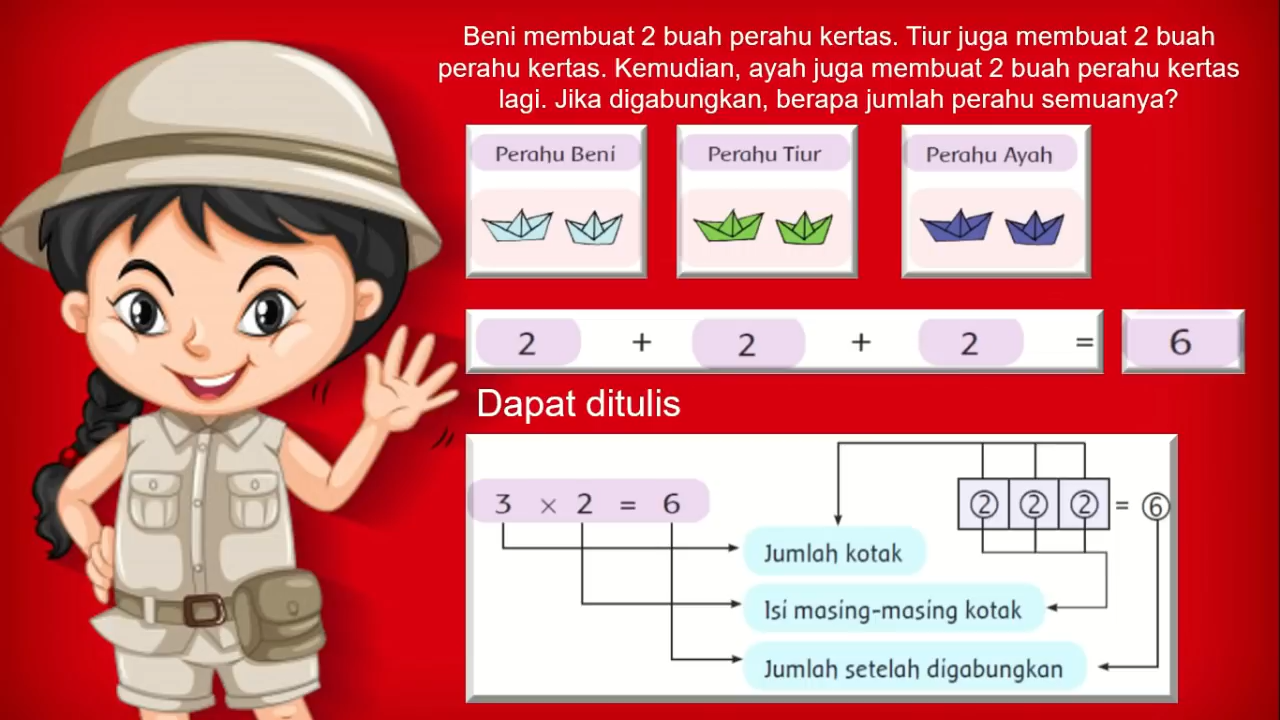 Beni membuat 2 buah perahu kertas. Tiur juga membuat 2 buah
perahu kertas. Kemudian, ayah juga membuat 2 buah perahu kertas
lagi. Jika digabungkan, berapa jumlah perahu semuanya?
Perahu Beni
Perahu Tiur
Perahu Ayah
2 + 2 + 2 = 6
Dapat ditulis
3 × 2 = 6
② ② ② = ⑥
Jumlah kotak
Isi masing-masing kotak
Jumlah setelah digabungkan